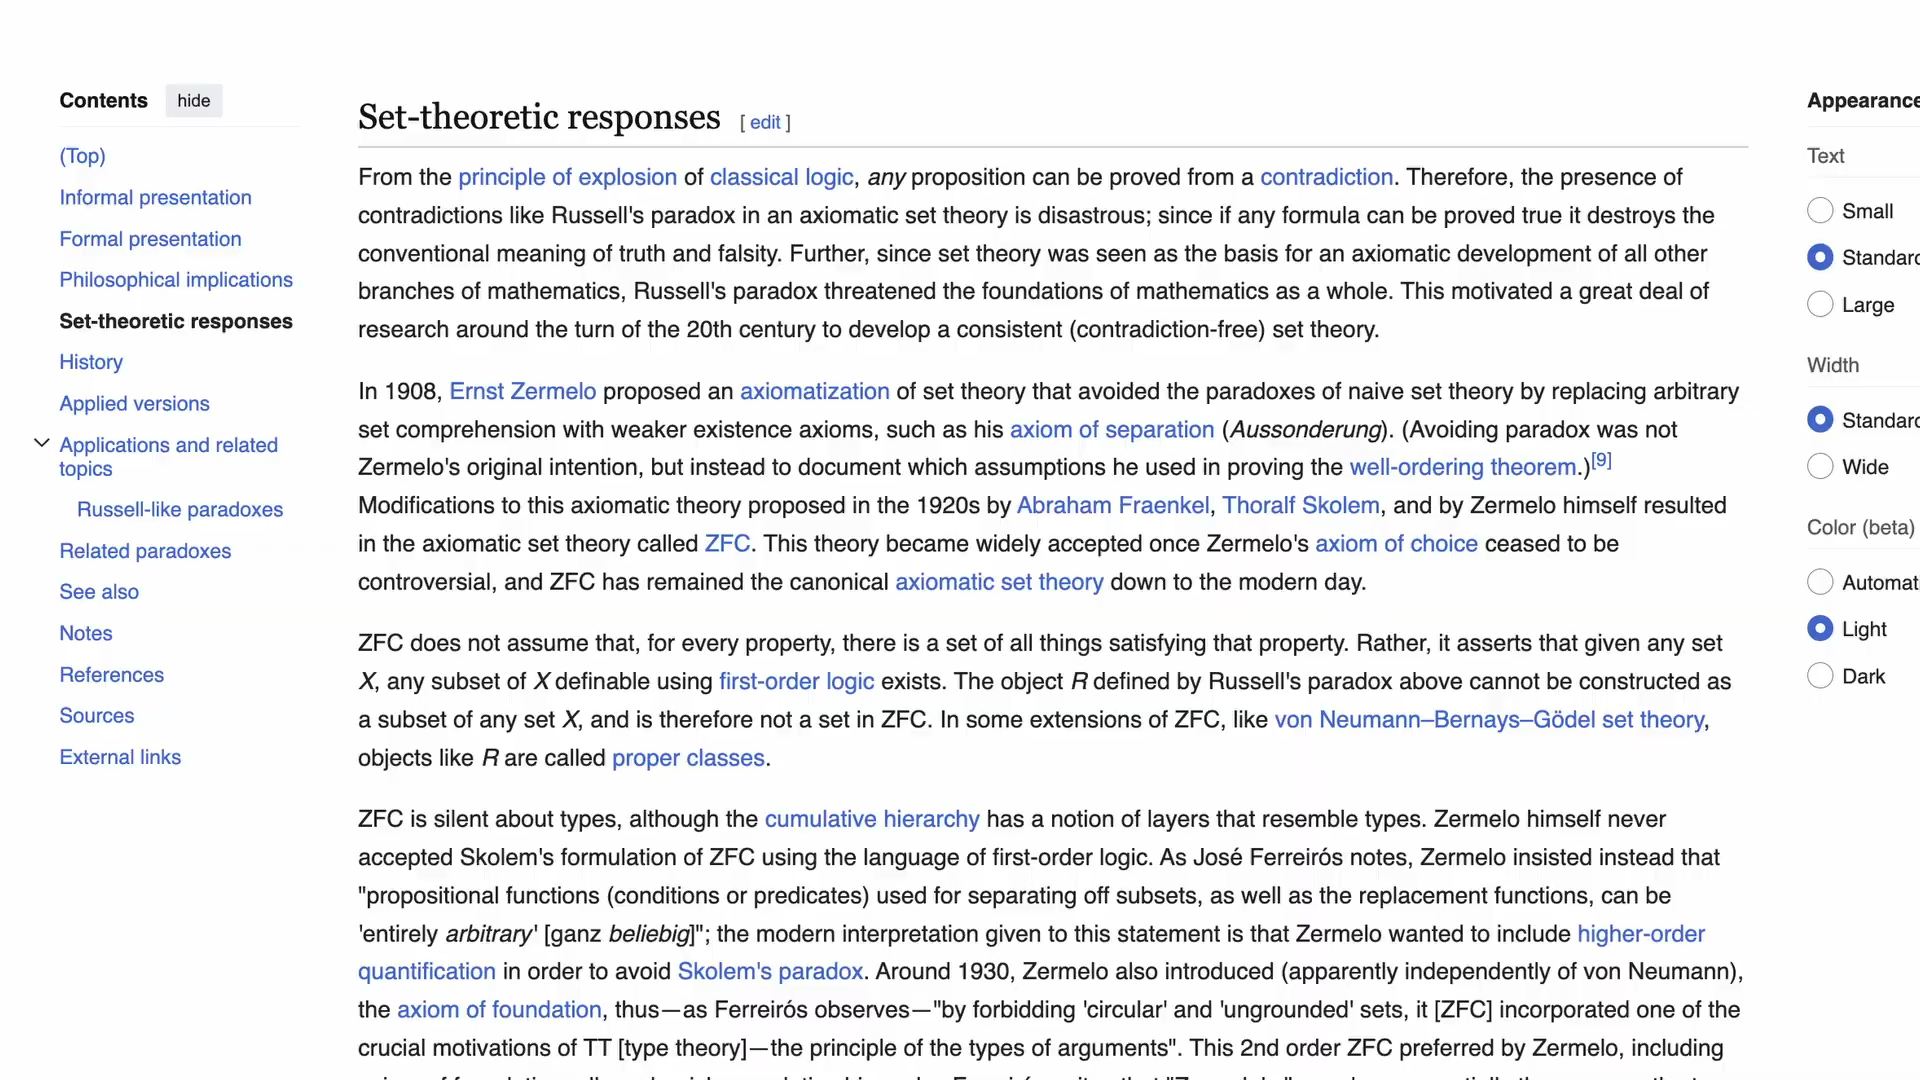 Contents hide
(Top)
Informal presentation
Formal presentation
Philosophical implications
Set-theoretic responses
History
Applied versions
Applications and related
topics
Russell-like paradoxes
Related paradoxes
See also
Notes
References
Sources
External links
Set-theoretic responses [ edit ]
From the principle of explosion of classical logic, any proposition can be proved from a contradiction. Therefore, the presence of
contradictions like Russell's paradox in an axiomatic set theory is disastrous; since if any formula can be proved true it destroys the
conventional meaning of truth and falsity. Further, since set theory was seen as the basis for an axiomatic development of all other
branches of mathematics, Russell's paradox threatened the foundations of mathematics as a whole. This motivated a great deal of
research around the turn of the 20th century to develop a consistent (contradiction-free) set theory.
In 1908, Ernst Zermelo proposed an axiomatization of set theory that avoided the paradoxes of naive set theory by replacing arbitrary
set comprehension with weaker existence axioms, such as his axiom of separation (Aussonderung). (Avoiding paradox was not
Zermelo's original intention, but instead to document which assumptions he used in proving the well-ordering theorem.)[9]
Modifications to this axiomatic theory proposed in the 1920s by Abraham Fraenkel, Thoralf Skolem, and by Zermelo himself resulted
in the axiomatic set theory called ZFC. This theory became widely accepted once Zermelo's axiom of choice ceased to be
controversial, and ZFC has remained the canonical axiomatic set theory down to the modern day.
ZFC does not assume that, for every property, there is a set of all things satisfying that property. Rather, it asserts that given any set
X, any subset of X definable using first-order logic exists. The object R defined by Russell's paradox above cannot be constructed as
a subset of any set X, and is therefore not a set in ZFC. In some extensions of ZFC, like von Neumann–Bernays–Gödel set theory,
objects like R are called proper classes.
ZFC is silent about types, although the cumulative hierarchy has a notion of layers that resemble types. Zermelo himself never
accepted Skolem's formulation of ZFC using the language of first-order logic. As José Ferreirós notes, Zermelo insisted instead that
"propositional functions (conditions or predicates) used for separating off subsets, as well as the replacement functions, can be
'entirely arbitrary' [ganz beliebig]"; the modern interpretation given to this statement is that Zermelo wanted to include higher-order
quantification in order to avoid Skolem's paradox. Around 1930, Zermelo also introduced (apparently independently of von Neumann),
the axiom of foundation, thus—as Ferreirós observes—"by forbidding 'circular' and 'ungrounded' sets, it [ZFC] incorporated one of the
crucial motivations of TT [type theory]—the principle of the types of arguments". This 2nd order ZFC preferred by Zermelo, including
Appearance
Text
Small
Standard
Large
Width
Standard
Wide
Color (beta)
Automati
Light
Dark